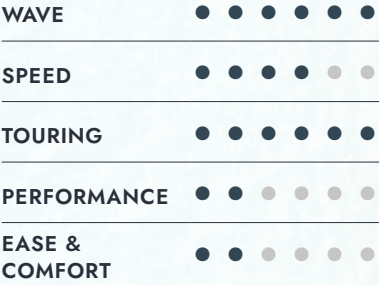 WAVE
SPEED
TOURING
PERFORMANCE
EASE &
COMFORT